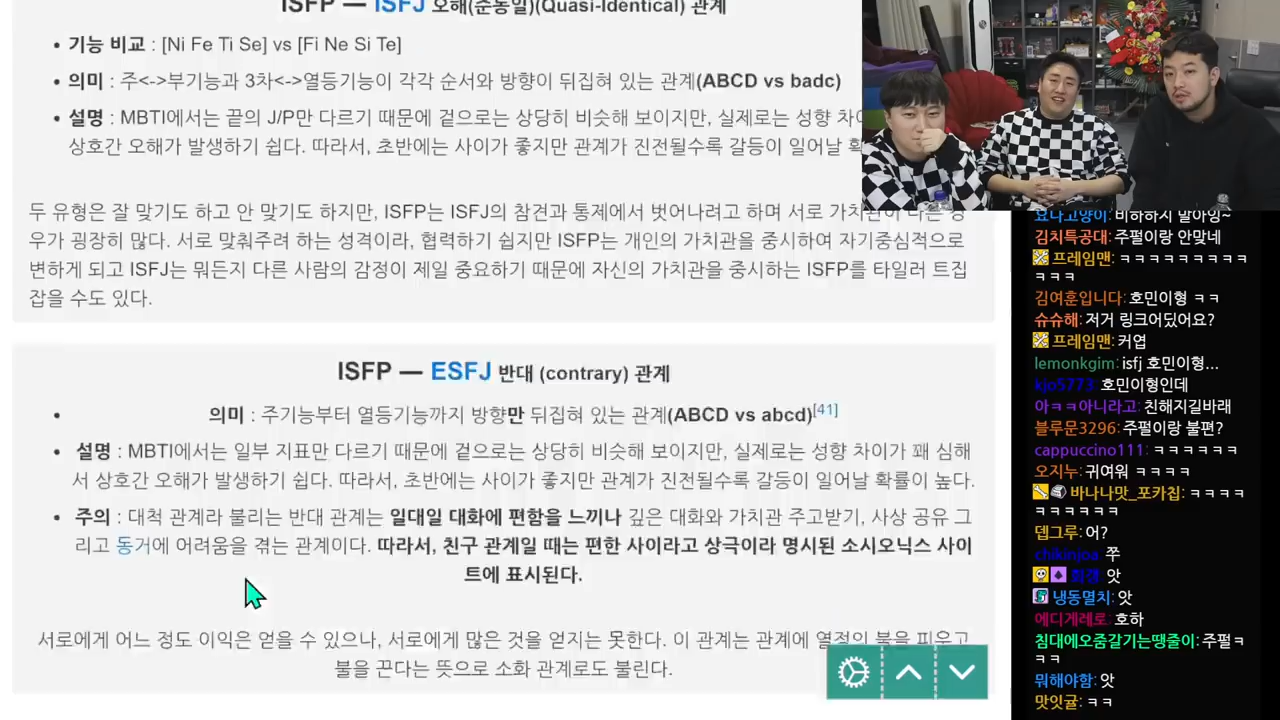 ISFP — ISFJ 오해(준동일)(Quasi-Identical) 관계
• 기능 비교 : [Ni Fe Ti Se] vs [Fi Ne Si Te]
• 의미 : 주<->부기능과 3차<->열등기능이 각각 순서와 방향이 뒤집혀 있는 관계(ABCD vs badc)
• 설명 : MBTI에서는 끝의 J/P만 다르기 때문에 겉으로는 상당히 비슷해 보이지만, 실제로는 성향
상호간 오해가 발생하기 쉽다. 따라서, 초반에는 사이가 좋지만 관계가 진전될수록 갈등이 일어날
두 유형은 잘 맞기도 하고 안 맞기도 하지만, ISFP는 ISFJ의 참견과 통제에서 벗어나려고 하며 서로
우가 굉장히 많다. 서로 맞춰주려 하는 성격이라, 협력하기 쉽지만 ISFP는 개인의 가치관을 중시하여 자기중심적으로
변하게 되고 ISFJ는 뭐든지 다른 사람의 감정이 제일 중요하기 때문에 자신의 가치관을 중시하는 ISFP를 타일러 트집
잡을 수도 있다.
ISFP — ESFJ 반대 (contrary) 관계
• 의미 : 주기능부터 열등기능까지 방향만 뒤집혀 있는 관계(ABCD vs abcd)[41]
• 설명 : MBTI에서는 일부 지표만 다르기 때문에 겉으로는 상당히 비슷해 보이지만, 실제로는 성향 차이가 꽤 심해
서 상호간 오해가 발생하기 쉽다. 따라서, 초반에는 사이가 좋지만 관계가 진전될수록 갈등이 일어날 확률이 높다.
• 주의 : 대척 관계라 불리는 반대 관계는 일대일 대화에 편함을 느끼나 깊은 대화와 가치관 주고받기, 사상 공유 그
리고 동거에 어려움을 겪는 관계이다. 따라서, 친구 관계일 때는 편한 사이라고 상극이라 명시된 소시오닉스 사이
트에 표시된다.
서로에게 어느 정도 이익은 얻을 수 있으나, 서로에게 많은 것을 얻지는 못한다. 이 관계는 관계에 열정의 불을 피우고
불을 끈다는 뜻으로 소화 관계로도 불린다.
요나고양이: 비하하지 말아잉~
김치특공대: 주펄이랑 안맞네
프레임맨: ㅋㅋㅋㅋㅋㅋㅋㅋㅋ
ㅋㅋㅋ
김여훈입니다: 호민이형 ㅋㅋ
슈슈해: 저거 링크어딨어요?
프레임맨: 커엽
lemonkgim: isfj 호민이형...
kjo5773: 호민이형인데
아ㅋㅋ아니라고: 친해지길바래
블루문3296: 주펄이랑 불편?
cappuccino111: ㅋㅋㅋㅋㅋㅋ
오지누: 귀여워 ㅋㅋㅋㅋ
바나나맛_포카칩: ㅋㅋㅋㅋ
ㅋㅋㅋㅋㅋㅋ
뎁그루: 어?
chikinjoa: 쭈
앗
냉동멸치: 앗
에디게레로: 호하
침대에오줌갈기는땡줄이: 주펄ㅋ
ㅋㅋ
뭐해야함: 앗
맛잇귤: ㅋㅋ